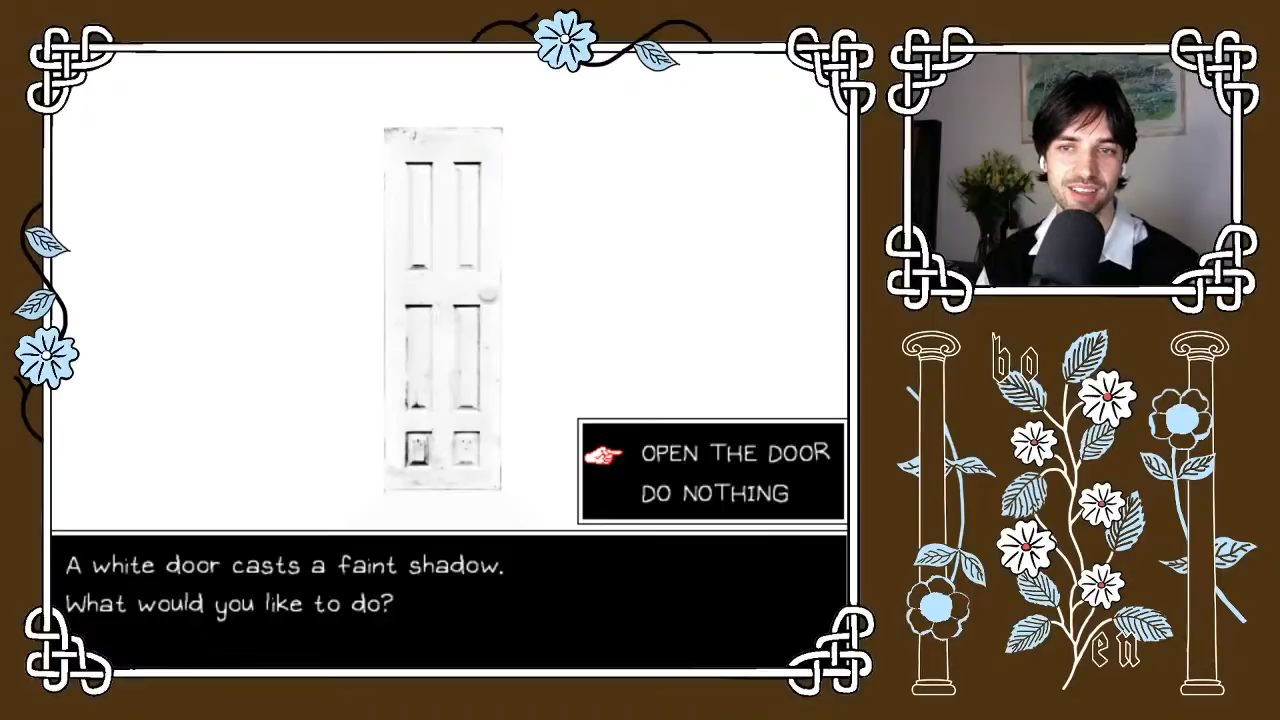 OPEN THE DOOR
DO NOTHING
A white door casts a faint shadow.
What would you like to do?
bo
en